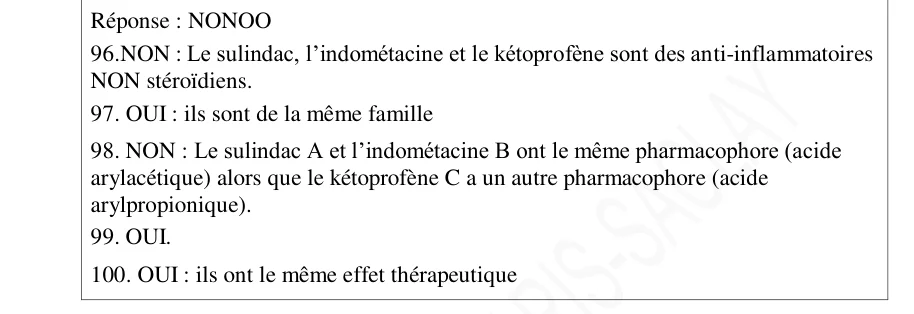 Réponse : NONOO
96.NON : Le sulindac, l'indométacine et le kétoprofène sont des anti-inflammatoires
NON stéroïdiens.
97. OUI : ils sont de la même famille
98. NON : Le sulindac A et l'indométacine B ont le même pharmacophore (acide
arylacétique) alors que le kétoprofène C a un autre pharmacophore (acide
arylpropionique).
99. OUI.
100. OUI : ils ont le même effet thérapeutique
ARIS-SACLAY